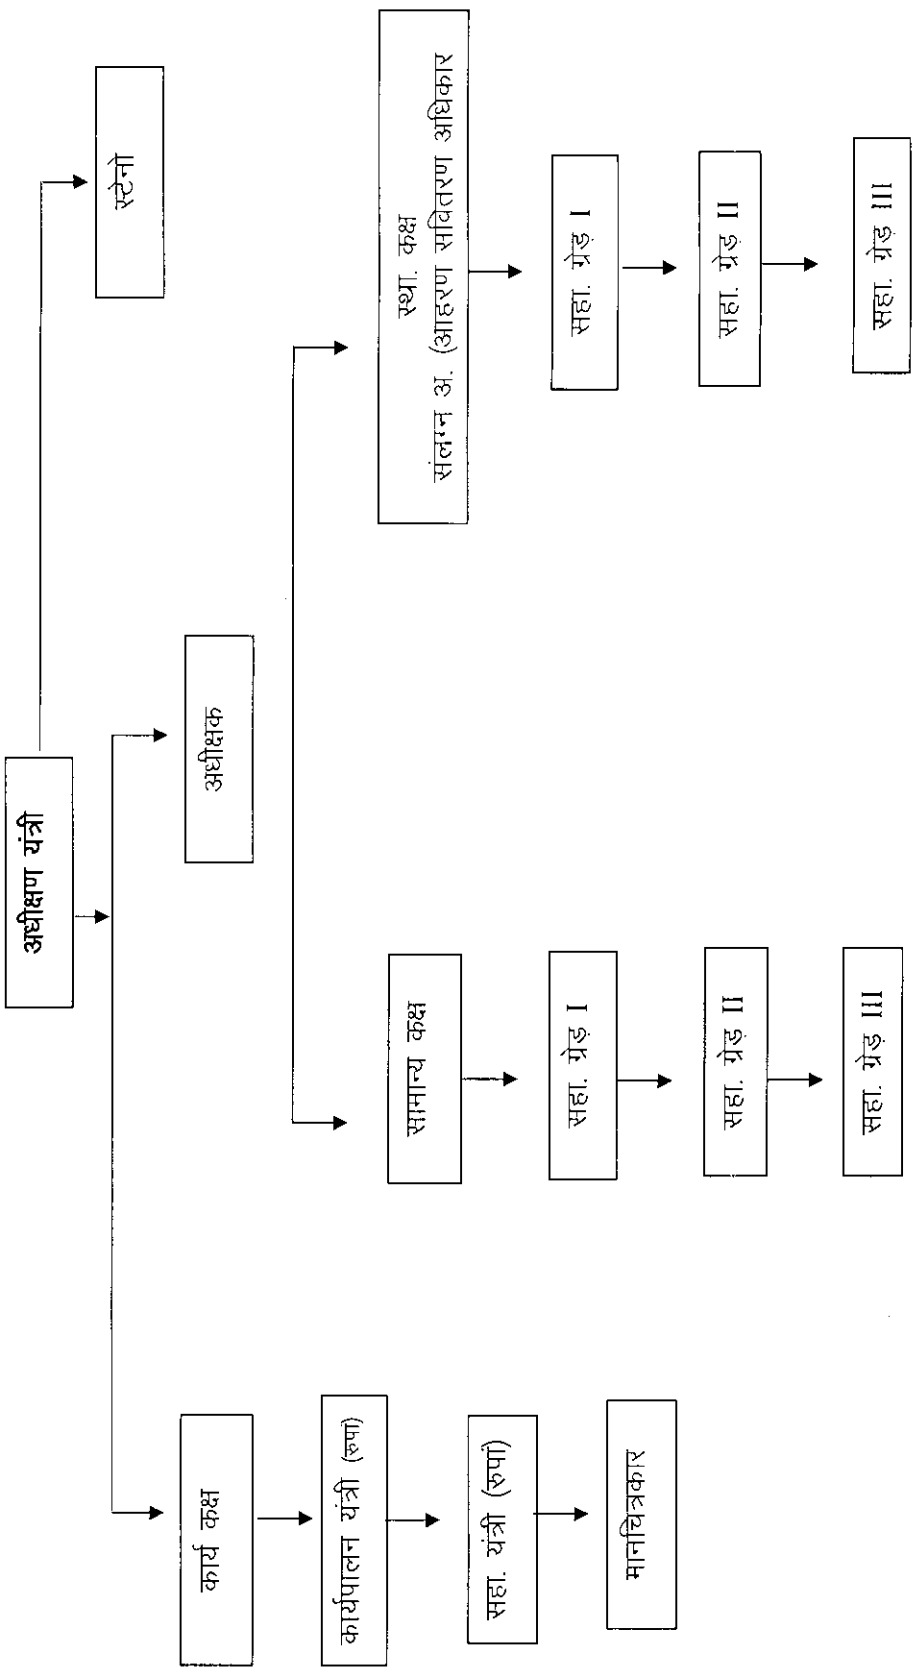 अधीक्षण यंत्री
स्टेनो
अधीक्षक
कार्य कक्ष
कार्यपालन यंत्री (रुपा)
सहा. यंत्री (रुपां)
मानचित्रकार
सामान्य कक्ष
सहा. ग्रेड़ I
सहा. ग्रेड़ II
सहा. ग्रेड़ III
स्था. कक्ष
संलग्न अ. (आहरण सवितरण अधिकार
सहा. ग्रेड़ I
सहा. ग्रेड़ II
सहा. ग्रेड़ III